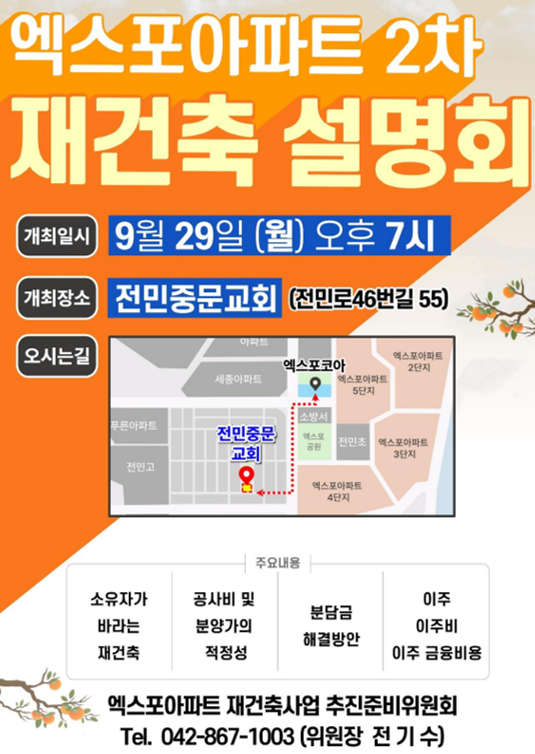 엑스포아파트 2차
재건축 설명회
개최일시
9월 29일 (월) 오후 7시
개최장소
전민중문교회 (전민로46번길 55)
오시는길
아파트
세종아파트
엑스포코아
엑스포아파트
2단지
엑스포아파트
5단지
푸른아파트
전민고
전민중문
교회
소방서
엑스포
공원
전민초
엑스포아파트
3단지
엑스포아파트
4단지
주요내용
소유자가
바라는
재건축
공사비 및
분양가의
적정성
분담금
해결방안
이주
이주비
이주 금융비용
엑스포아파트 재건축사업 추진준비위원회
Tel. 042-867-1003 (위원장 전 기 수)